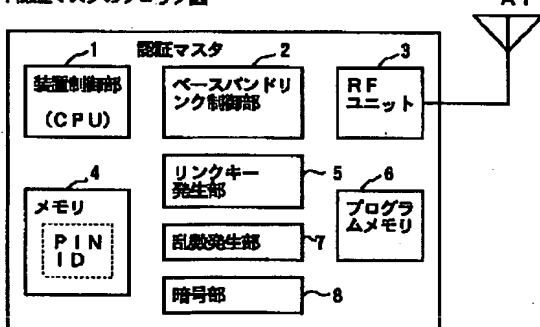 認証マスタのブロック図
AT
1
認証マスタ
2
3
装置制御部
(CPU)
ベースバンドリ
ンク制御部
RF
ユニット
4
メモリ
PIN
ID
リンクキー
発生部
5
6
プログラ
ムメモリ
乱数発生部
7
暗号部
8